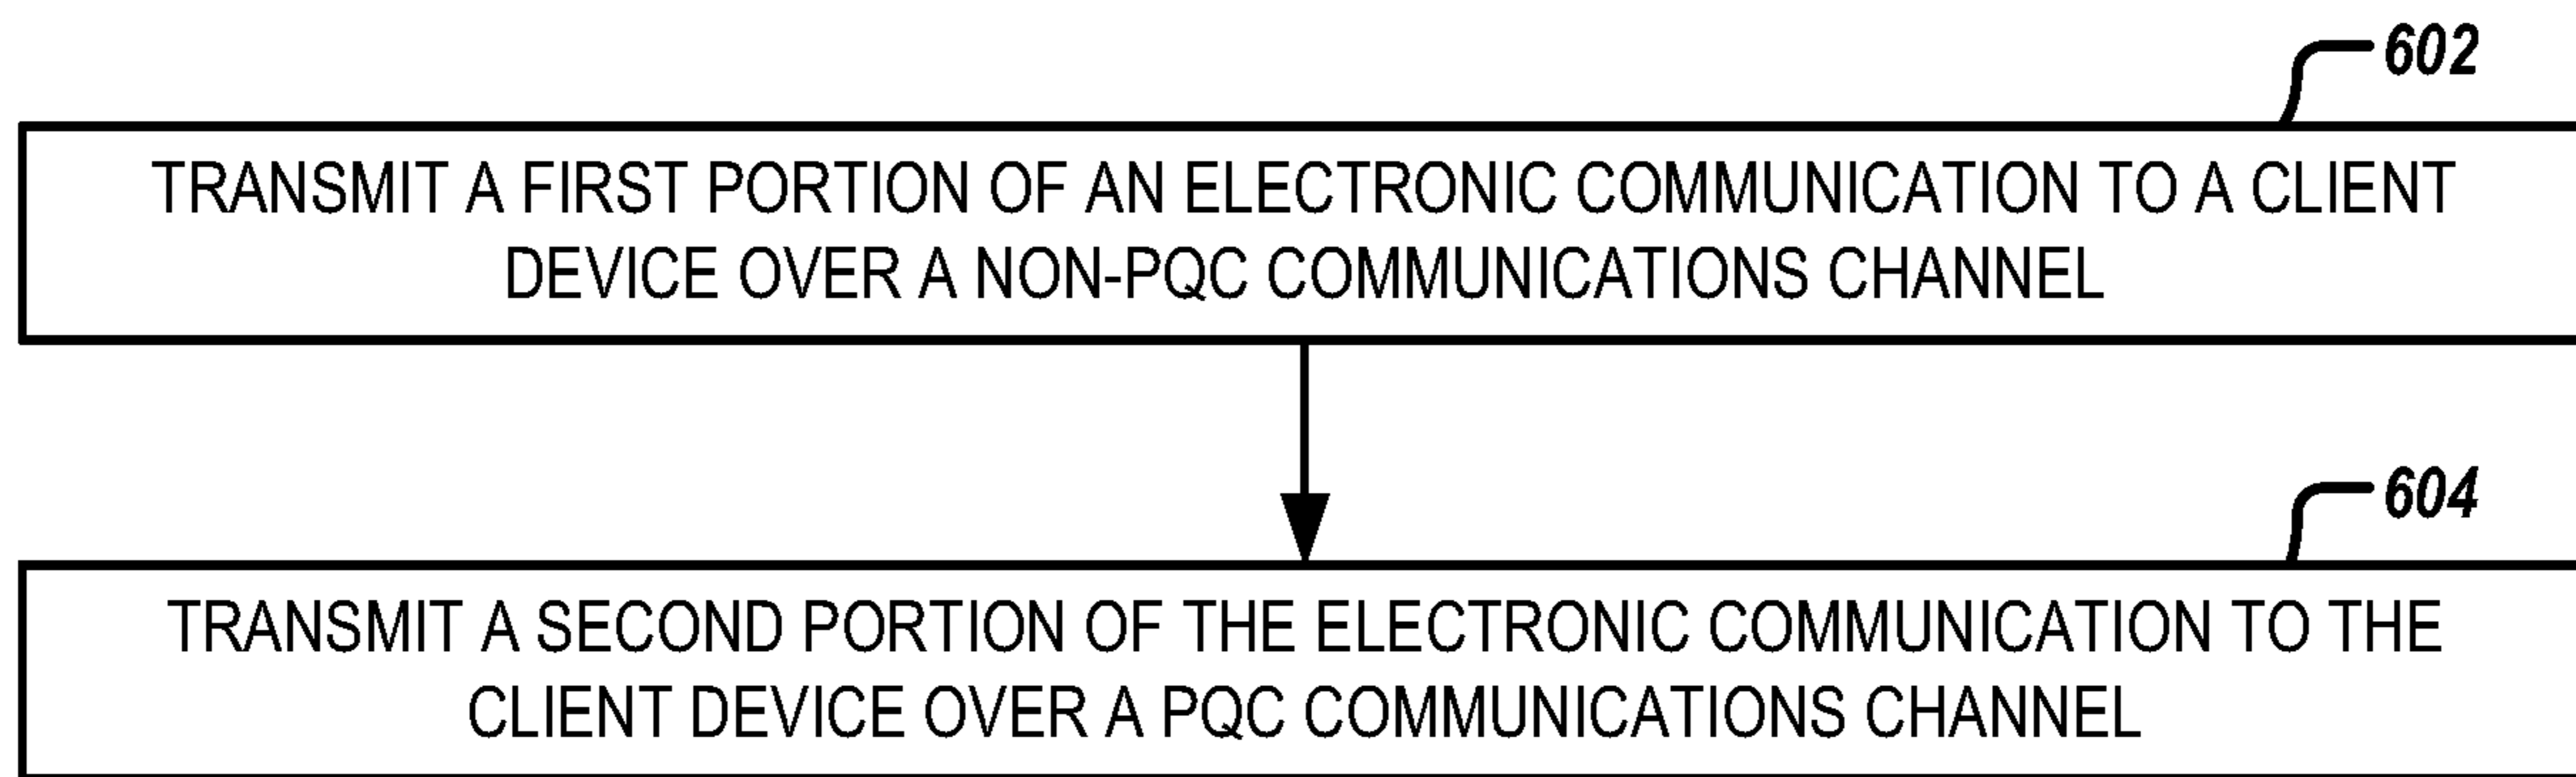 602
TRANSMIT A FIRST PORTION OF AN ELECTRONIC COMMUNICATION TO A CLIENT
DEVICE OVER A NON-PQC COMMUNICATIONS CHANNEL
604
TRANSMIT A SECOND PORTION OF THE ELECTRONIC COMMUNICATION TO THE
CLIENT DEVICE OVER A PQC COMMUNICATIONS CHANNEL